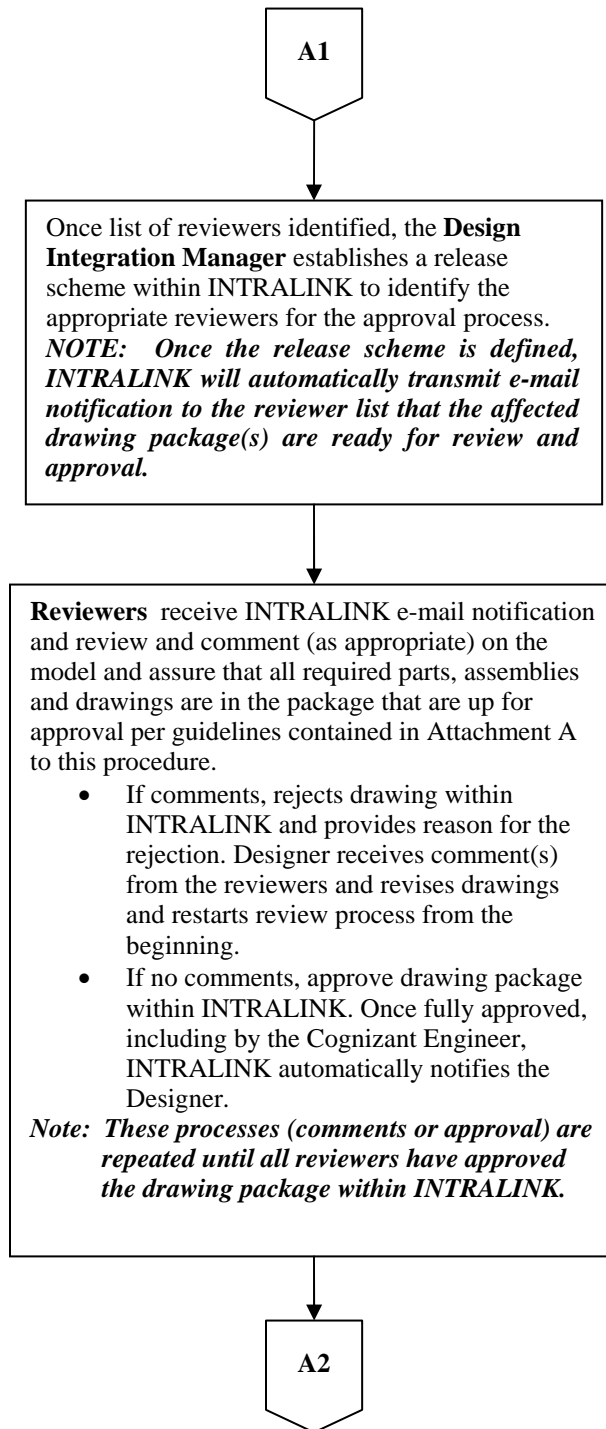 A1
Once list of reviewers identified, the Design
Integration Manager establishes a release
scheme within INTRALINK to identify the
appropriate reviewers for the approval process.
NOTE: Once the release scheme is defined,
INTRALINK will automatically transmit e-mail
notification to the reviewer list that the affected
drawing package(s) are ready for review and
approval.
Reviewers receive INTRALINK e-mail notification
and review and comment (as appropriate) on the
model and assure that all required parts, assemblies
and drawings are in the package that are up for
approval per guidelines contained in Attachment A
to this procedure.
• If comments, rejects drawing within
INTRALINK and provides reason for the
rejection. Designer receives comment(s)
from the reviewers and revises drawings
and restarts review process from the
beginning.
• If no comments, approve drawing package
within INTRALINK. Once fully approved,
including by the Cognizant Engineer,
INTRALINK automatically notifies the
Designer.
Note: These processes (comments or approval) are
repeated until all reviewers have approved
the drawing package within INTRALINK.
A2